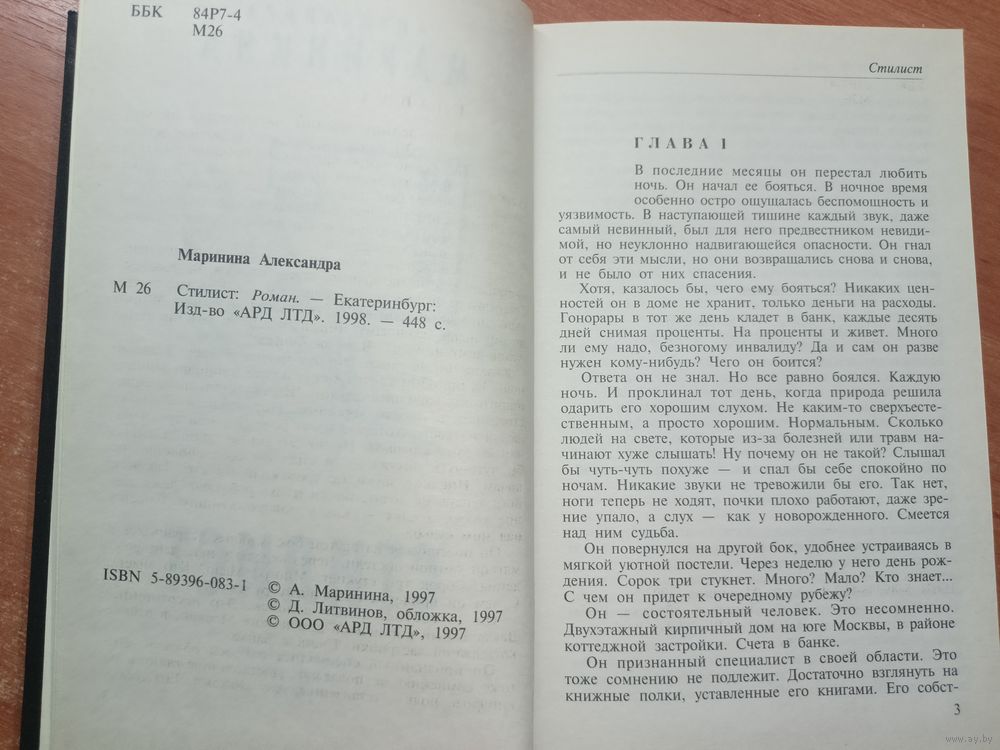 ББК 84Р7-4
М26
Маринина Александра
М 26 Стилист: Роман. — Екатеринбург:
Изд-во «АРД ЛТД». 1998. — 448 с.
ISBN 5-89396-083-1
© А. Маринина, 1997
© Д. Литвинов, обложка, 1997
© ООО «АРД ЛТД», 1997
Стилист
ГЛАВА 1
В последние месяцы он перестал любить
ночь. Он начал ее бояться. В ночное время
особенно остро ощущалась беспомощность и
уязвимость. В наступающей тишине каждый звук, даже
самый невинный, был для него предвестником невиди-
мой, но неуклонно надвигающейся опасности. Он гнал
от себя эти мысли, но они возвращались снова и снова,
и не было от них спасения.
Хотя, казалось бы, чего ему бояться? Никаких цен-
ностей он в доме не хранит, только деньги на расходы.
Гонорары в тот же день кладет в банк, каждые десять
дней снимая проценты. На проценты и живет. Много
ли ему надо, безногому инвалиду? Да и сам он разве
нужен кому-нибудь? Чего он боится?
Ответа он не знал. Но все равно боялся. Каждую
ночь. И проклинал тот день, когда природа решила
одарить его хорошим слухом. Не каким-то сверхъесте-
ственным, а просто хорошим. Нормальным. Сколько
людей на свете, которые из-за болезней или травм на-
чинают хуже слышать! Ну почему он не такой? Слышал
бы чуть-чуть похуже — и спал бы себе спокойно по
ночам. Никакие звуки не тревожили бы его. Так нет,
ноги теперь не ходят, почки плохо работают, даже зре-
ние упало, а слух — как у новорожденного. Смеется
над ним судьба.
Он повернулся на другой бок, удобнее устраиваясь в
мягкой уютной постели. Через неделю у него день рож-
дения. Сорок три стукнет. Много? Мало? Кто знает...
С чем он придет к очередному рубежу?
Он — состоятельный человек. Это несомненно.
Двухэтажный кирпичный дом на юге Москвы, в районе
коттеджной застройки. Счета в банке.
Он признанный специалист в своей области. Это
тоже сомнению не подлежит. Достаточно взглянуть на
книжные полки, уставленные его книгами. Его собст-
3
www.ay.by